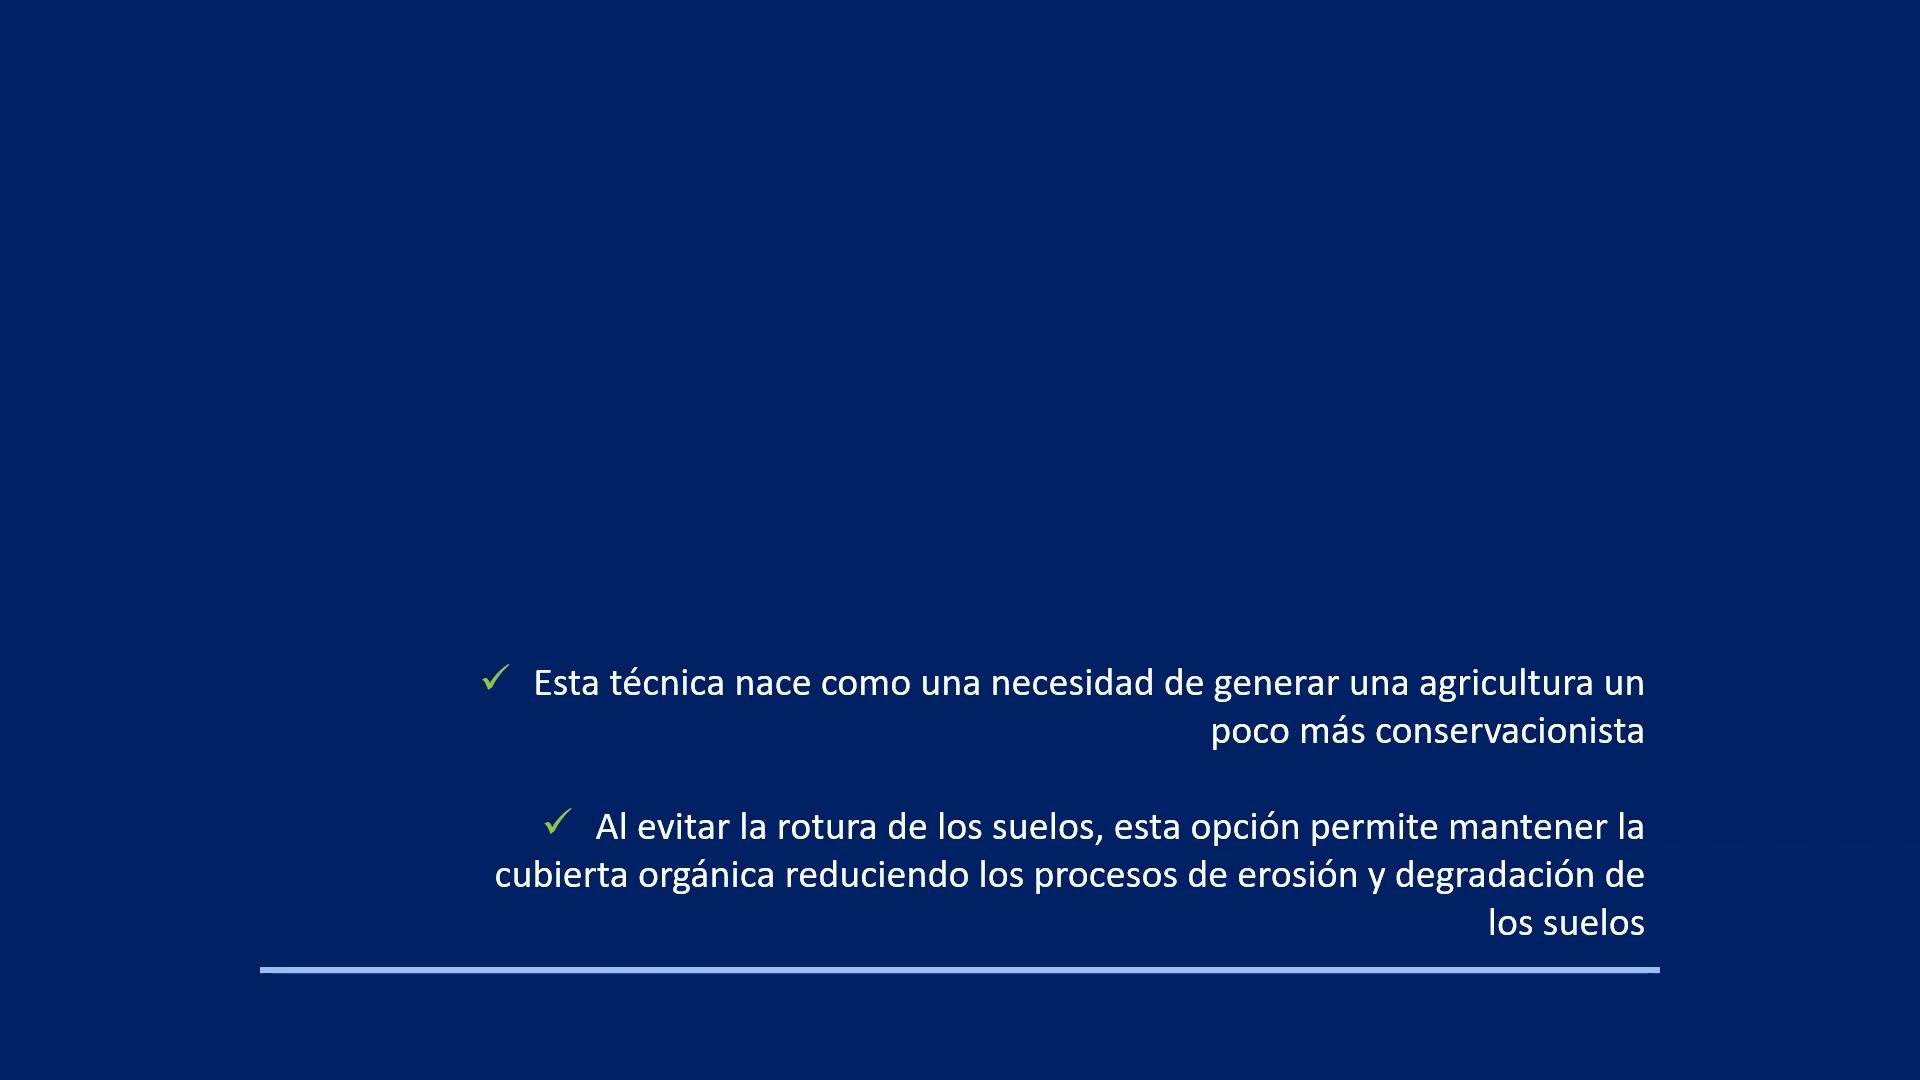 ✓ Esta técnica nace como una necesidad de generar una agricultura un
poco más conservacionista
✓ Al evitar la rotura de los suelos, esta opción permite mantener la
cubierta orgánica reduciendo los procesos de erosión y degradación de
los suelos